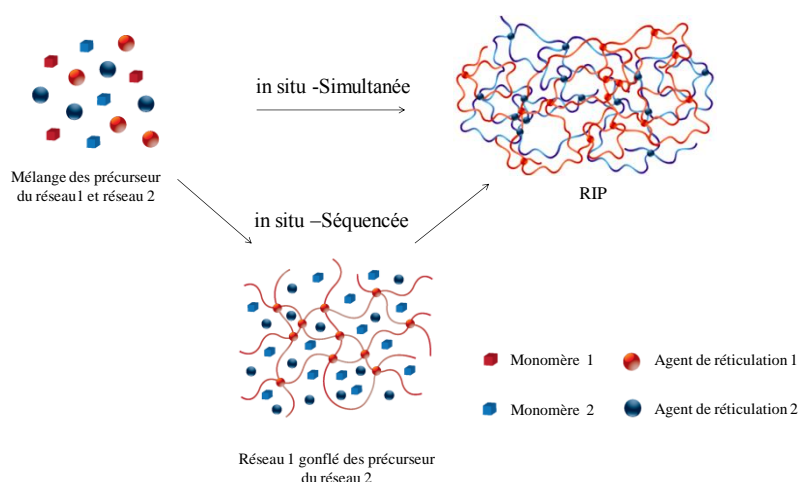 in situ -Simultanée
Mélange des précurseur
du réseau1 et réseau 2
RIP
in situ –Séquencée
Monomère 1
Agent de réticulation 1
Monomère 2
Agent de réticulation 2
Réseau 1 gonflé des précurseur
du réseau 2